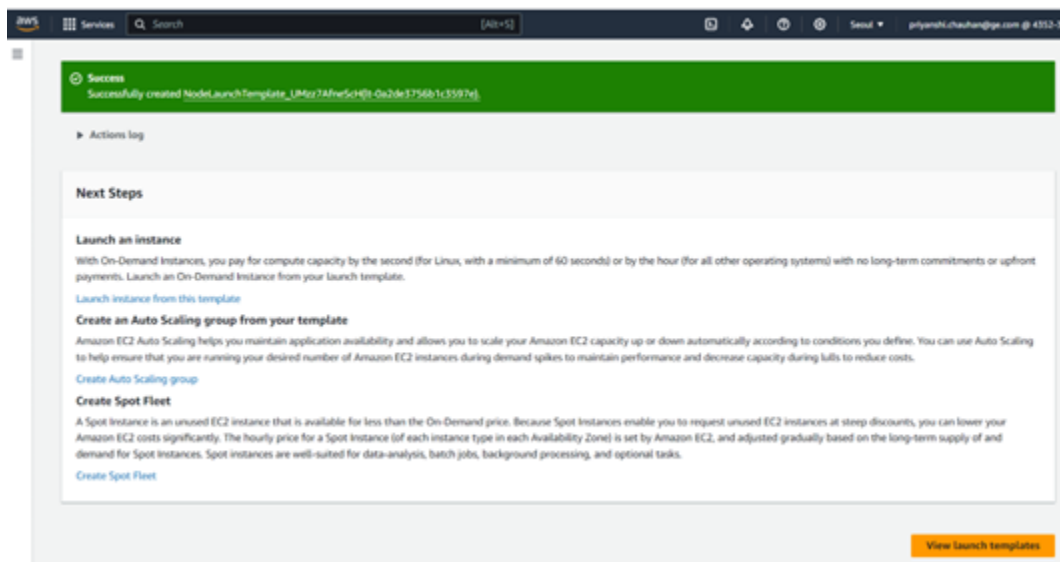 aws
Services
Search
[Alt+S]
Seoul
priyanshi.chauhan@ge.com @ 4352-
Success
Successfully created NodeLaunchTemplate_UMzz7AfneScH(lt-0a2de3756b1c3597e).
Actions log
Next Steps
Launch an instance
With On-Demand Instances, you pay for compute capacity by the second (for Linux, with a minimum of 60 seconds) or by the hour (for all other operating systems) with no long-term commitments or upfront
payments. Launch an On-Demand Instance from your launch template.
Launch instance from this template
Create an Auto Scaling group from your template
Amazon EC2 Auto Scaling helps you maintain application availability and allows you to scale your Amazon EC2 capacity up or down automatically according to conditions you define. You can use Auto Scaling
to help ensure that you are running your desired number of Amazon EC2 instances during demand spikes to maintain performance and decrease capacity during lulls to reduce costs.
Create Auto Scaling group
Create Spot Fleet
A Spot Instance is an unused EC2 instance that is available for less than the On-Demand price. Because Spot Instances enable you to request unused EC2 instances at steep discounts, you can lower your
Amazon EC2 costs significantly. The hourly price for a Spot Instance (of each instance type in each Availability Zone) is set by Amazon EC2, and adjusted gradually based on the long-term supply of and
demand for Spot Instances. Spot instances are well-suited for data-analysis, batch jobs, background processing, and optional tasks.
Create Spot Fleet
View launch templates